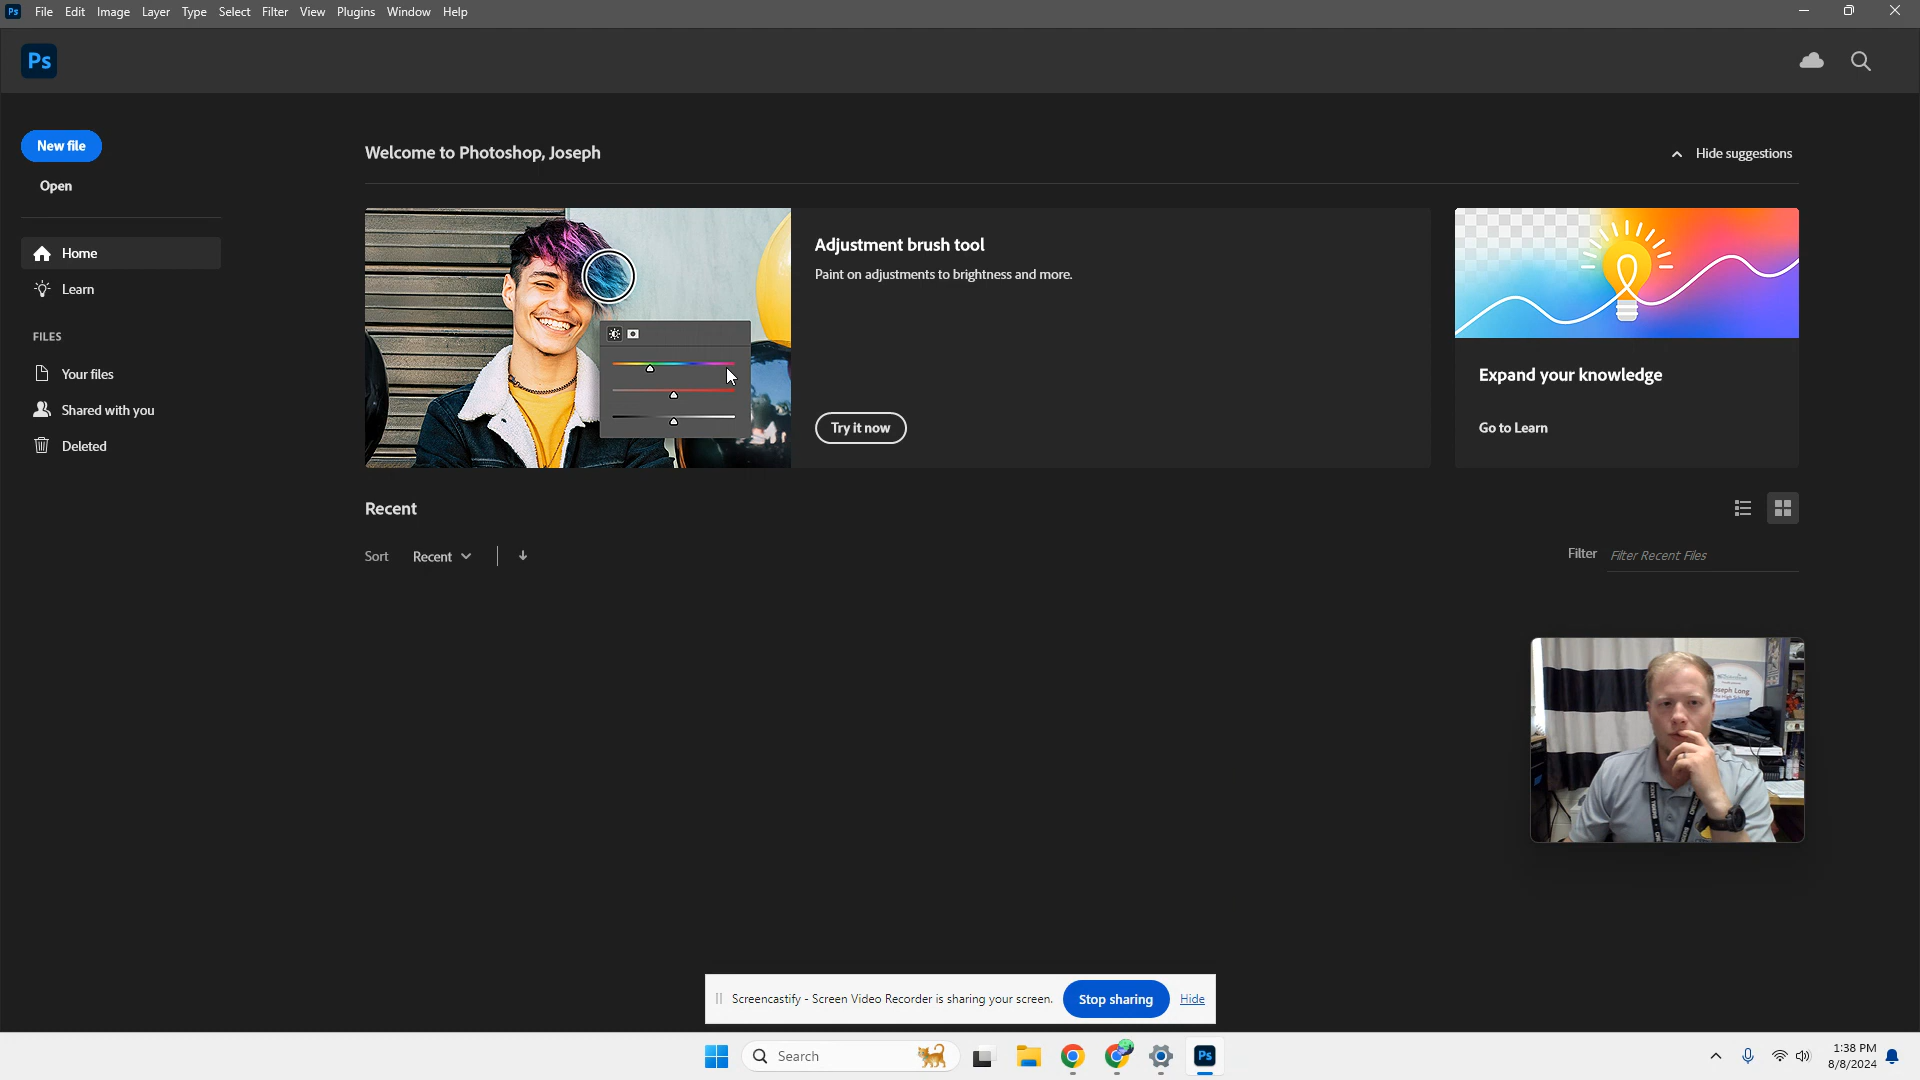 Ps File Edit Image Layer Type Select Filter View Plugins Window Help
Ps
New file
Open
Home
Learn
FILES
Your files
Shared with you
Deleted
Welcome to Photoshop, Joseph
Hide suggestions
Adjustment brush tool
Paint on adjustments to brightness and more.
Try it now
Expand your knowledge
Go to Learn
Recent
Sort Recent
Filter Filter Recent Files
Joseph Long
Screencastify - Screen Video Recorder is sharing your screen. Stop sharing Hide
Search
Ps
1:38 PM
8/8/2024